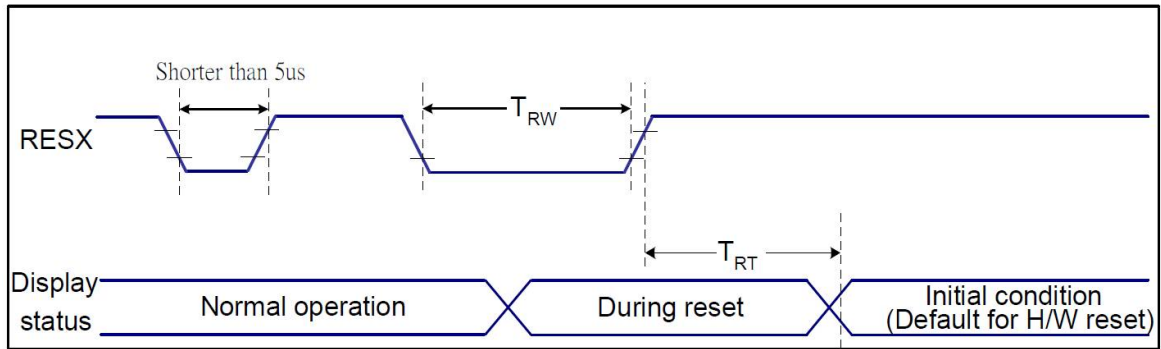 Shorter than 5us
RESX
TRW
TRT
Display
status
Normal operation
During reset
Initial condition
(Default for H/W reset)